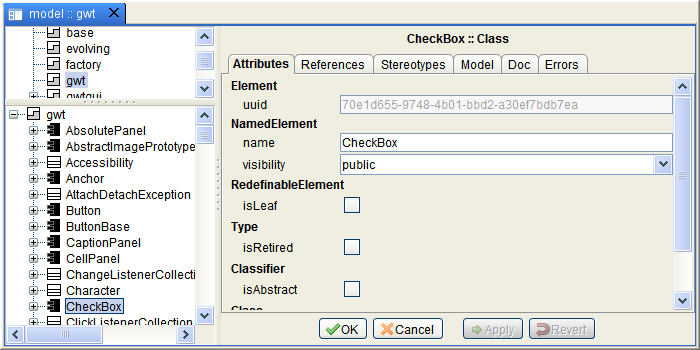 model :: gwt
base
evolving
factory
gwt
gwtgui
gwt
AbsolutePanel
AbstractImagePrototype
Accessibility
Anchor
AttachDetachException
Button
ButtonBase
CaptionPanel
CellPanel
ChangeListenerCollection
Character
CheckBox
ClickListenerCollection
CheckBox :: Class
Attributes References Stereotypes Model Doc Errors
Element
uuid 70e1d655-9748-4b01-bbd2-a30ef7bdb7ea
NamedElement
name CheckBox
visibility public
RedefinableElement
isLeaf
Type
isRetired
Classifier
isAbstract
Class
OK Cancel Apply Revert